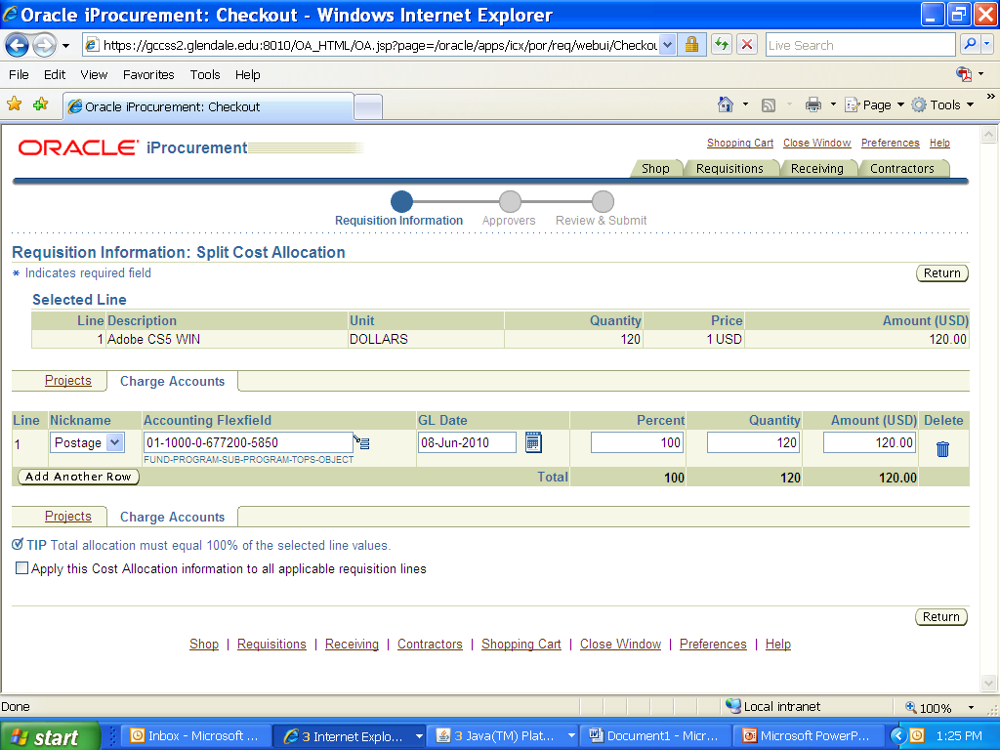 Oracle iProcurement: Checkout - Windows Internet Explorer
https://gccss2.glendale.edu:8010/OA_HTML/OA.jsp?page=/oracle/apps/icx/por/req/webui/Checkou
Live Search
File Edit View Favorites Tools Help
Oracle iProcurement: Checkout
Page Tools »
ORACLE iProcurement
Shopping Cart Close Window Preferences Help
Shop Requisitions Receiving Contractors
Requisition Information Approvers Review & Submit
Requisition Information: Split Cost Allocation
* Indicates required field
Return
Selected Line
Line Description Unit Quantity Price Amount (USD)
1 Adobe CS5 WIN DOLLARS 120 1 USD 120.00
Projects Charge Accounts
Line Nickname Accounting Flexfield GL Date Percent Quantity Amount (USD) Delete
1 Postage 01-1000-0-677200-5850 08-Jun-2010 100 120 120.00
FUND-PROGRAM-SUB-PROGRAM-TOPS-OBJECT
Add Another Row Total 100 120 120.00
Projects Charge Accounts
TIP Total allocation must equal 100% of the selected line values.
Apply this Cost Allocation information to all applicable requisition lines
Return
Shop | Requisitions | Receiving | Contractors | Shopping Cart | Close Window | Preferences | Help
Done Local intranet 100%
start Inbox - Microsoft ... 3 Internet Explo... 3 Java(TM) Plat... Document1 - Micr... Microsoft PowerP... 1:25 PM